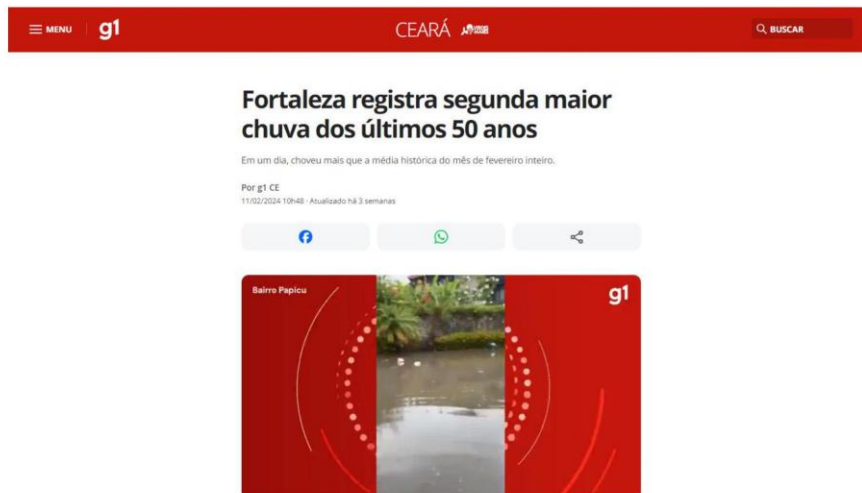 MENU
g1
CEARÁ
BUSCAR
Fortaleza registra segunda maior
chuva dos últimos 50 anos
Em um dia, choveu mais que a média histórica do mês de fevereiro inteiro.
Por g1 CE
11/02/2024 10h48 · Atualizado há 3 semanas
Bairro Papicu
g1